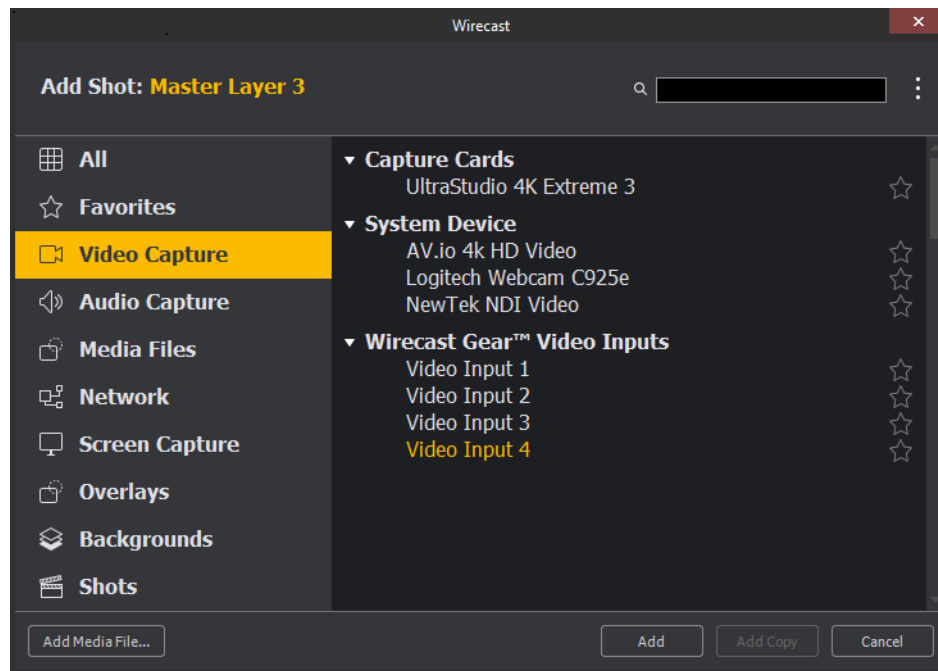 Wirecast
Add Shot: Master Layer 3
All
Favorites
Video Capture
Audio Capture
Media Files
Network
Screen Capture
Overlays
Backgrounds
Shots
Capture Cards
UltraStudio 4K Extreme 3
System Device
AV.io 4k HD Video
Logitech Webcam C925e
NewTek NDI Video
Wirecast Gear™ Video Inputs
Video Input 1
Video Input 2
Video Input 3
Video Input 4
Add Media File...
Add
Add Copy
Cancel